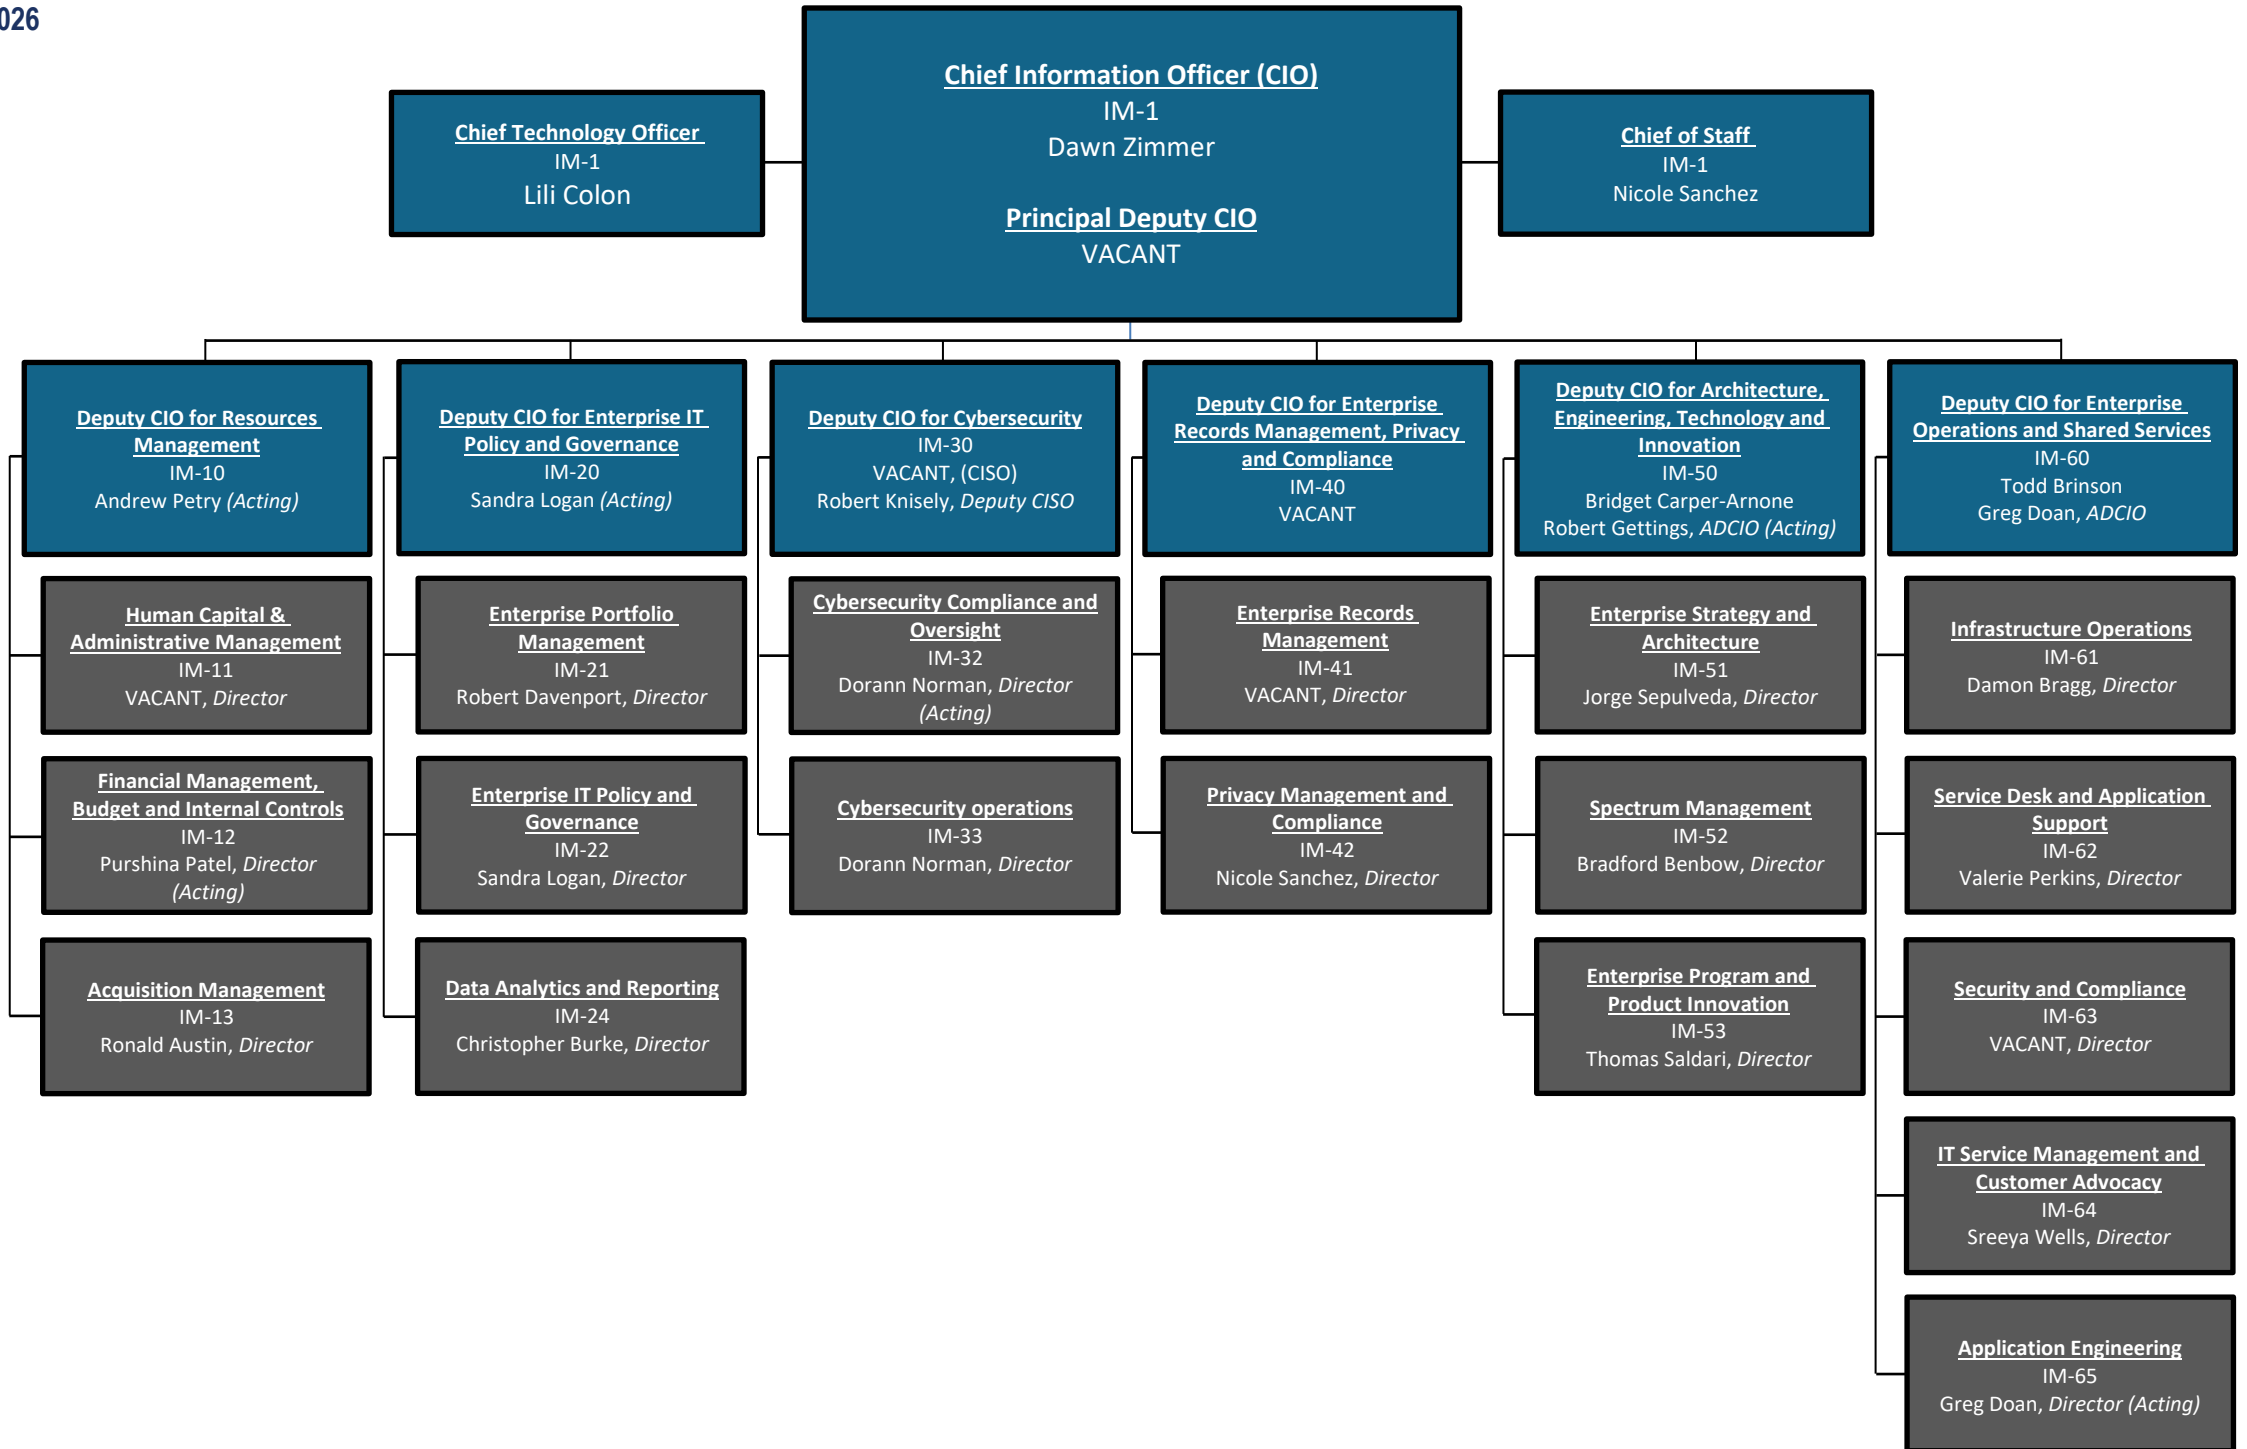 026
Chief Information Officer (CIO)
IM-1
Dawn Zimmer
Principal Deputy CIO
VACANT
Chief Technology Officer
IM-1
Lili Colon
Chief of Staff
IM-1
Nicole Sanchez
Deputy CIO for Resources
Management
IM-10
Andrew Petry (Acting)
Human Capital &
Administrative Management
IM-11
VACANT, Director
Financial Management,
Budget and Internal Controls
IM-12
Purshina Patel, Director
(Acting)
Acquisition Management
IM-13
Ronald Austin, Director
Deputy CIO for Enterprise IT
Policy and Governance
IM-20
Sandra Logan (Acting)
Enterprise Portfolio
Management
IM-21
Robert Davenport, Director
Enterprise IT Policy and
Governance
IM-22
Sandra Logan, Director
Data Analytics and Reporting
IM-24
Christopher Burke, Director
Deputy CIO for Cybersecurity
IM-30
VACANT, (CISO)
Robert Knisely, Deputy CISO
Cybersecurity Compliance and
Oversight
IM-32
Dorann Norman, Director
(Acting)
Cybersecurity operations
IM-33
Dorann Norman, Director
Deputy CIO for Enterprise
Records Management, Privacy
and Compliance
IM-40
VACANT
Enterprise Records
Management
IM-41
VACANT, Director
Privacy Management and
Compliance
IM-42
Nicole Sanchez, Director
Deputy CIO for Architecture,
Engineering, Technology and
Innovation
IM-50
Bridget Carper-Arnone
Robert Gettings, ADCIO (Acting)
Enterprise Strategy and
Architecture
IM-51
Jorge Sepulveda, Director
Spectrum Management
IM-52
Bradford Benbow, Director
Enterprise Program and
Product Innovation
IM-53
Thomas Saldari, Director
Deputy CIO for Enterprise
Operations and Shared Services
IM-60
Todd Brinson
Greg Doan, ADCIO
Infrastructure Operations
IM-61
Damon Bragg, Director
Service Desk and Application
Support
IM-62
Valerie Perkins, Director
Security and Compliance
IM-63
VACANT, Director
IT Service Management and
Customer Advocacy
IM-64
Sreeya Wells, Director
Application Engineering
IM-65
Greg Doan, Director (Acting)